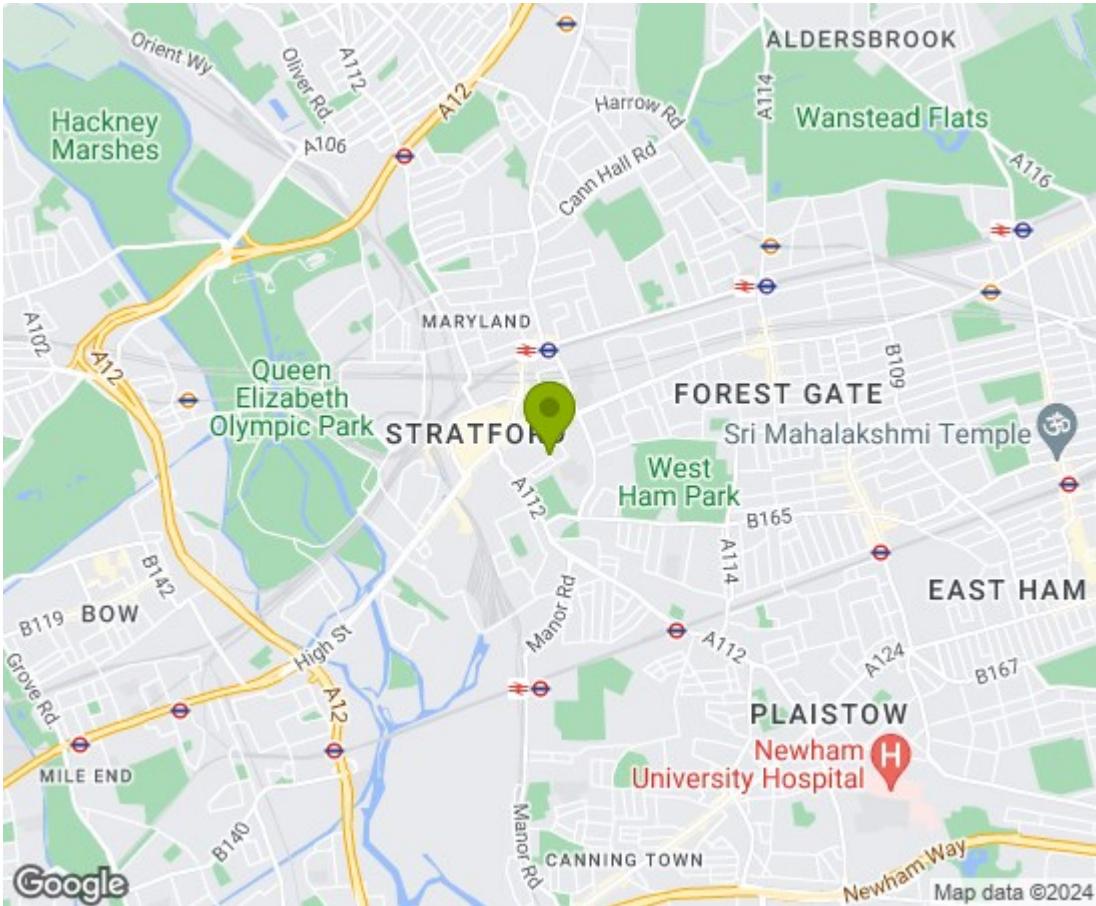 Orient Wy
A112
Oliver Rd.
A12
ALDERSBROOK
A114
Harrow Rd
Wanstead Flats
Hackney
Marshes
A106
Cann Hall Rd
A116
MARYLAND
A102
A12
B109
Queen
Elizabeth
Olympic Park
FOREST GATE
STRATFORD
Sri Mahalakshmi Temple
West
Ham Park
A112
B165
A114
B142
BOW
B119
EAST HAM
Manor Rd
High St
A112
A124
B167
Grove Rd.
A12
PLAISTOW
Newham
University Hospital
H
MILE END
B140
Manor Rd
CANNING TOWN
Newham Way
Google
Map data ©2024